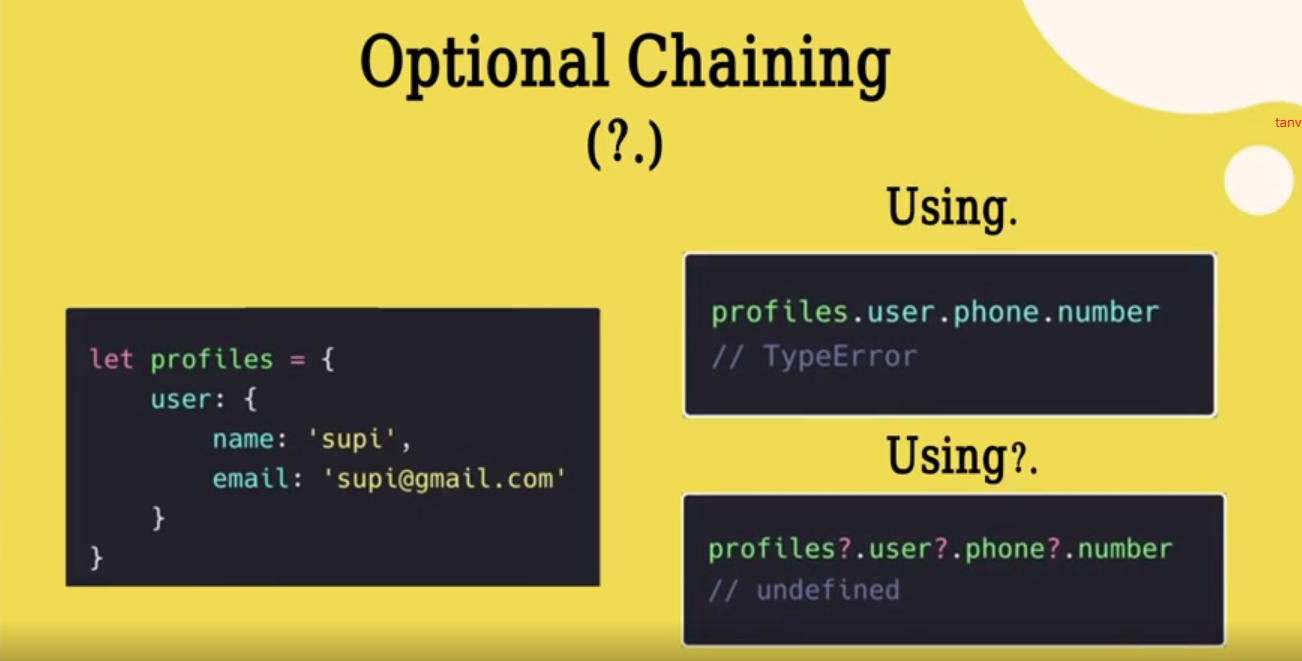 Optional Chaining
(?.)
tanv
Using.
profiles.user.phone.number
// TypeError
let profiles = {
    user: {
        name: 'supi',
        email: 'supi@gmail.com'
    }
}
Using?.
profiles?.user?.phone?.number
// undefined